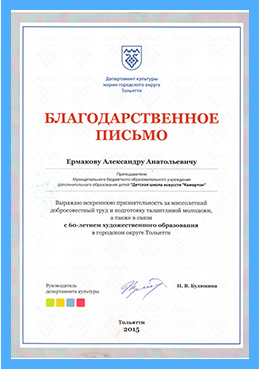 Департамент культуры
мэрии городского округа
Тольятти
БЛАГОДАРСТВЕННОЕ
ПИСЬМО
Ермакову Александру Анатольевичу
Преподавателю
Муниципального бюджетного образовательного учреждения
дополнительного образования детей "Детская школа искусств "Камертон"
Выражаю искреннюю признательность за многолетний
добросовестный труд и подготовку талантливой молодежи,
а также в связи
с 60-летием художественного образования
в городском округе Тольятти
Руководитель
департамента культуры
Н. В. Булюкина
Тольятти
2015